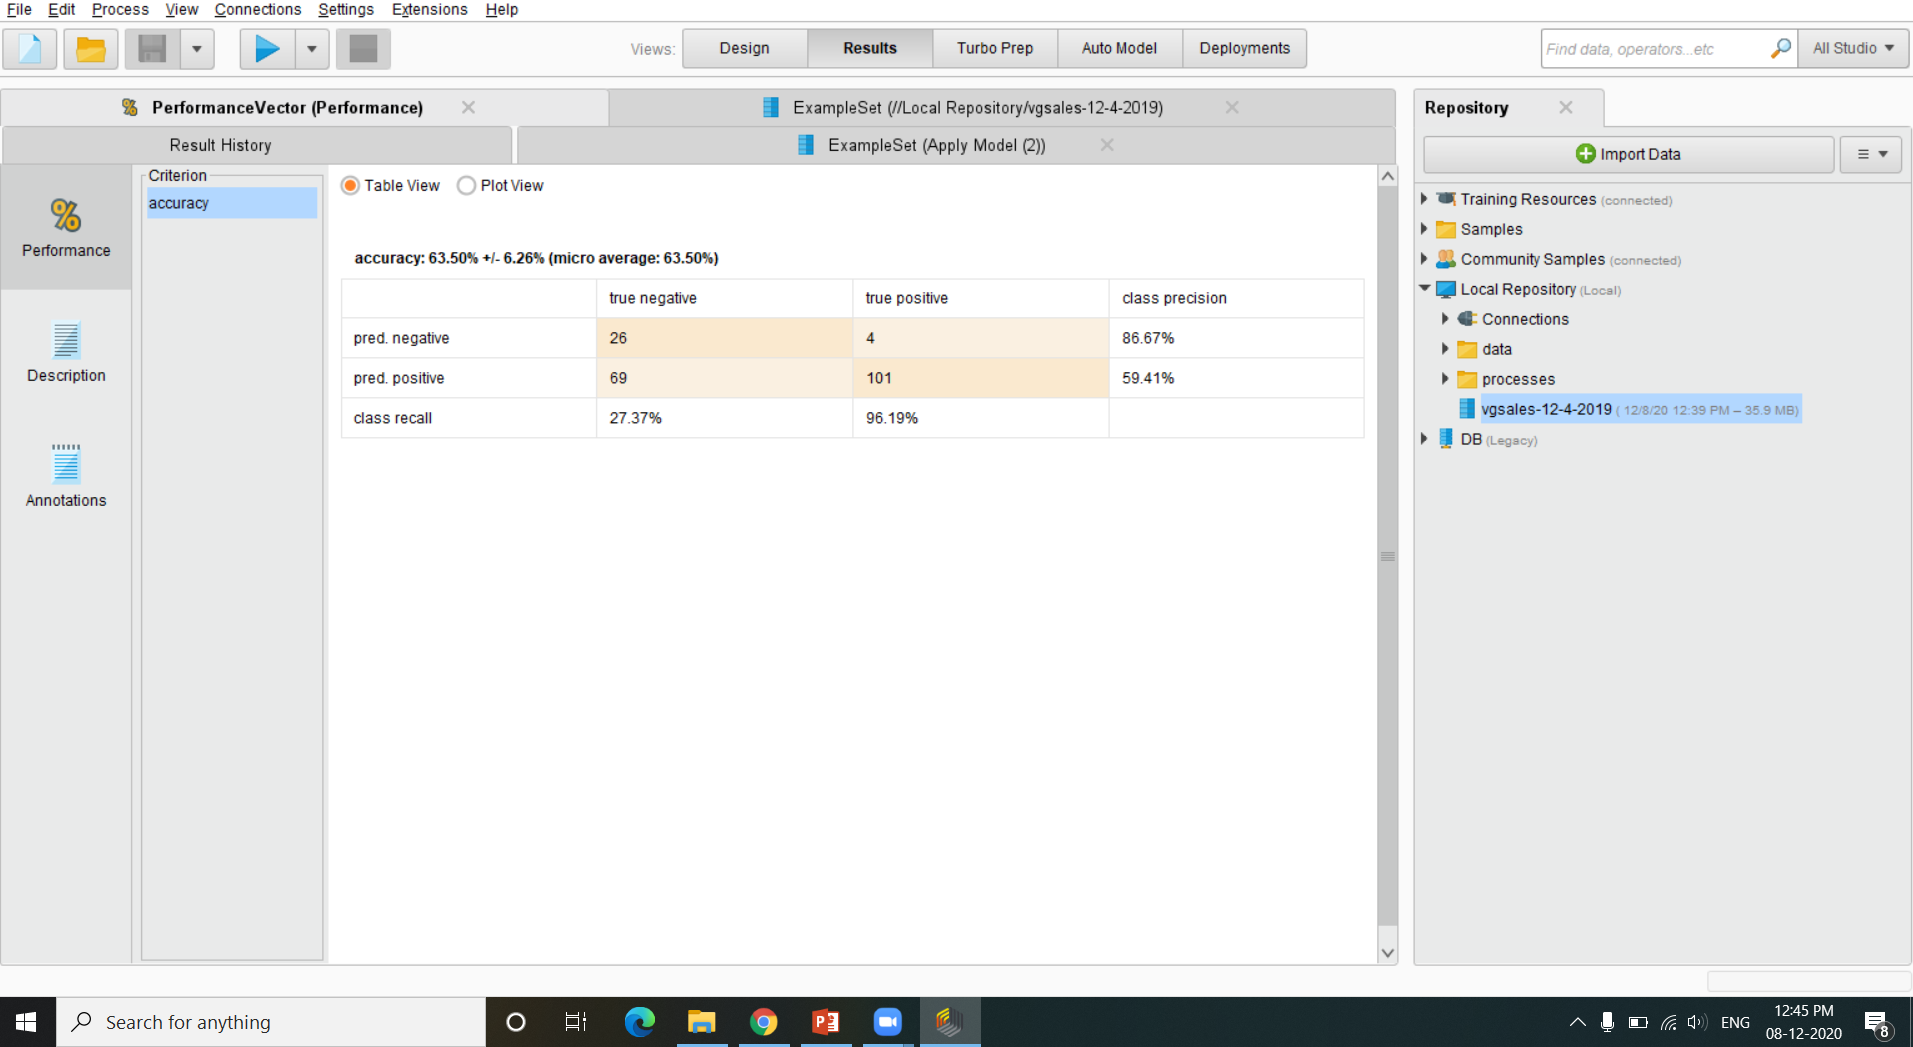 File Edit Process View Connections Settings Extensions Help
Views: Design Results Turbo Prep Auto Model Deployments
Find data, operators...etc
All Studio
PerformanceVector (Performance)
ExampleSet (//Local Repository/vgsales-12-4-2019)
Result History
ExampleSet (Apply Model (2))
Performance
Description
Annotations
Criterion
accuracy
Table View Plot View
accuracy: 63.50% +/- 6.26% (micro average: 63.50%)
true negative true positive class precision
pred. negative 26 4 86.67%
pred. positive 69 101 59.41%
class recall 27.37% 96.19%
Repository
Import Data
Training Resources (connected)
Samples
Community Samples (connected)
Local Repository (Local)
Connections
data
processes
vgsales-12-4-2019 ( 12/8/20 12:39 PM – 35.9 MB)
DB (Legacy)
Search for anything
ENG
12:45 PM
08-12-2020
8